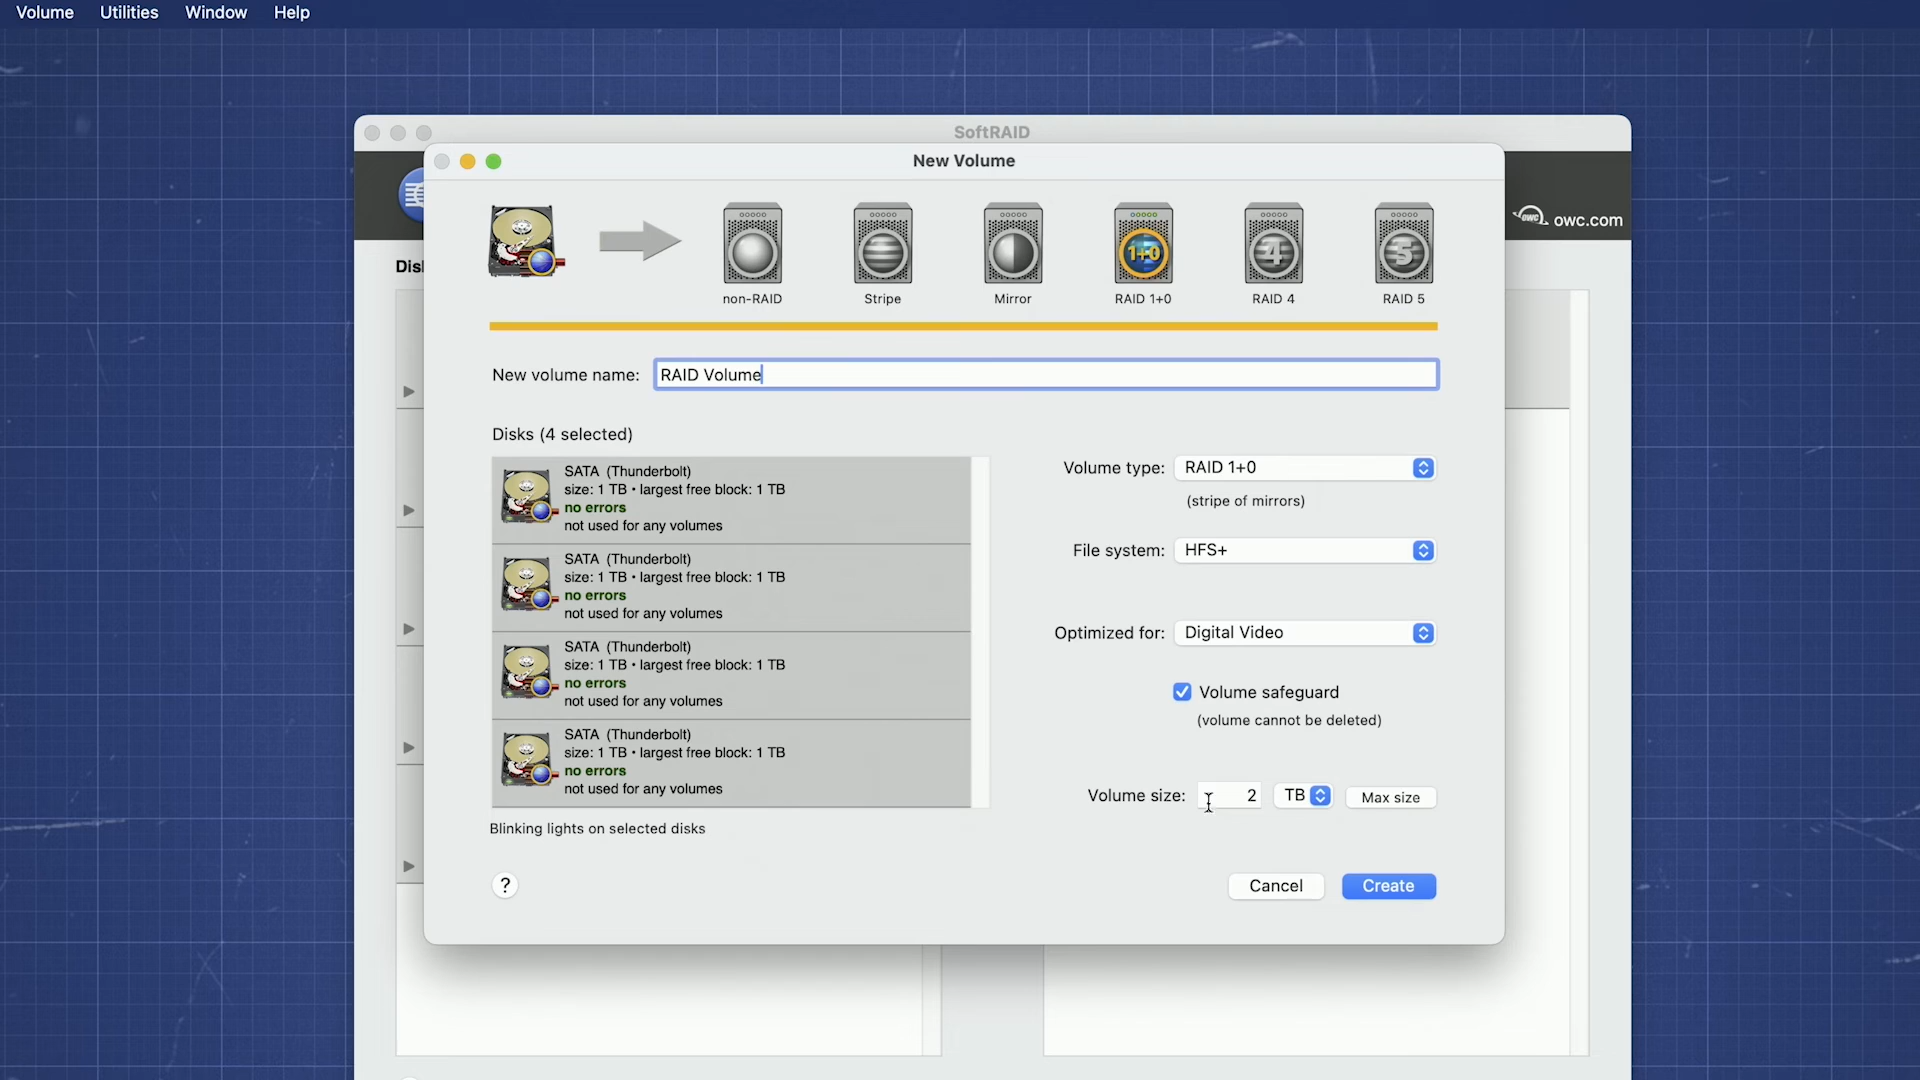 Volume Utilities Window Help
SoftRAID
New Volume
owc owc.com
1+0 4 5
non-RAID Stripe Mirror RAID 1+0 RAID 4 RAID 5
New volume name: RAID Volume
Disks (4 selected)
SATA (Thunderbolt)
size: 1 TB • largest free block: 1 TB
no errors
not used for any volumes
SATA (Thunderbolt)
size: 1 TB • largest free block: 1 TB
no errors
not used for any volumes
SATA (Thunderbolt)
size: 1 TB • largest free block: 1 TB
no errors
not used for any volumes
SATA (Thunderbolt)
size: 1 TB • largest free block: 1 TB
no errors
not used for any volumes
Blinking lights on selected disks
Volume type: RAID 1+0
(stripe of mirrors)
File system: HFS+
Optimized for: Digital Video
Volume safeguard
(volume cannot be deleted)
Volume size: 2 TB Max size
? Cancel Create